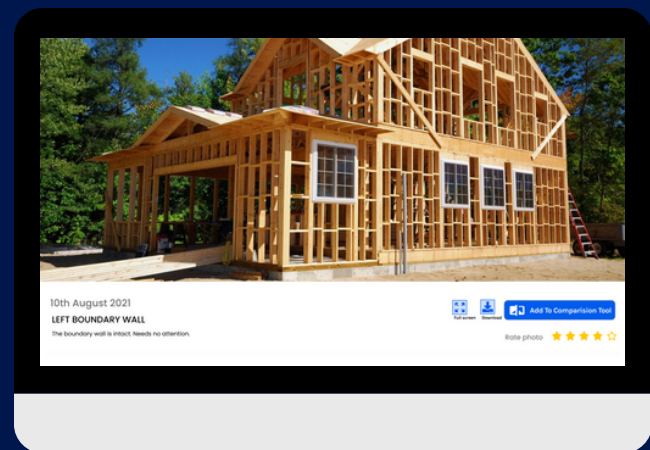 10th August 2021
LEFT BOUNDARY WALL
The boundary wall is intact. Needs no attention.
Full screen
Download
Add To Comparision Tool
Rate photo